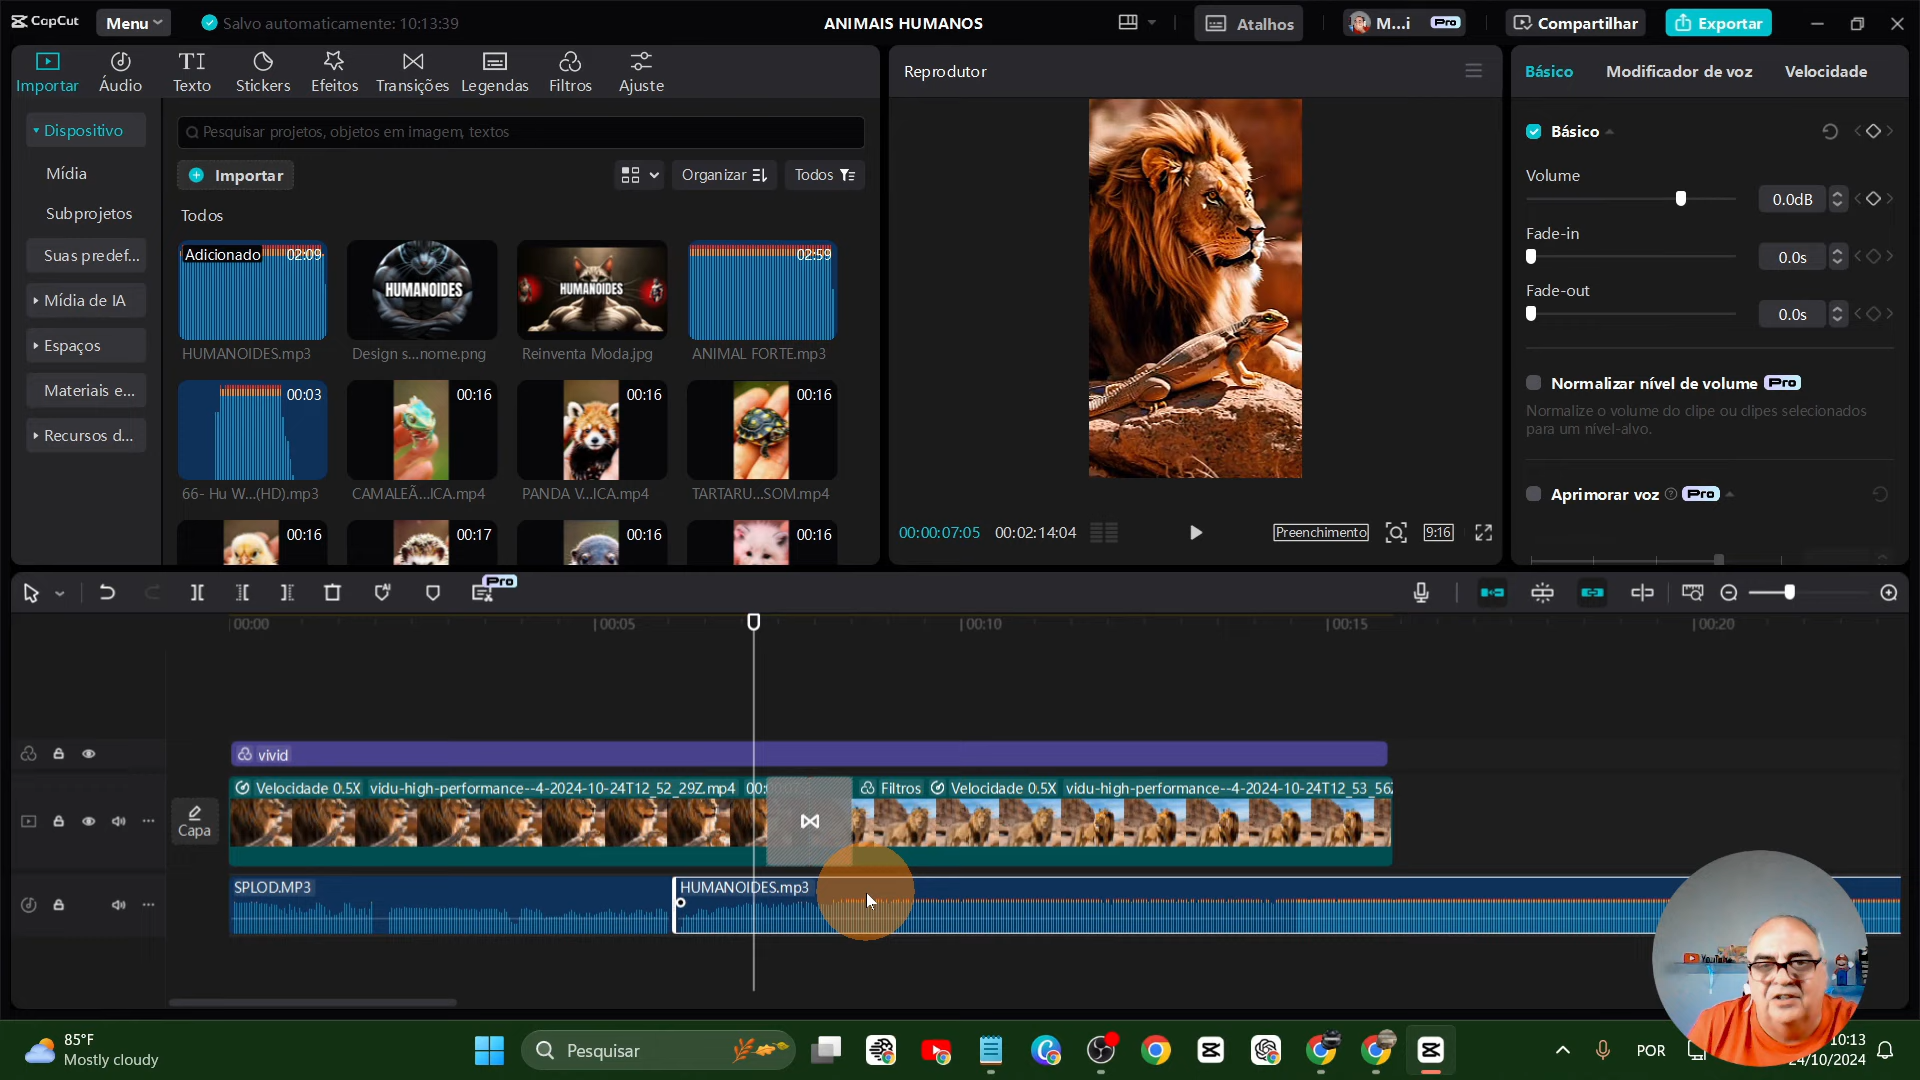 CapCut
Menu
Salvo automaticamente: 10:13:39
ANIMAIS HUMANOS
Atalhos
M...i
Pro
Compartilhar
Exportar
Importar
Áudio
Texto
Stickers
Efeitos
Transições
Legendas
Filtros
Ajuste
Reprodutor
Básico
Modificador de voz
Velocidade
Dispositivo
Mídia
Subprojetos
Suas predef...
Mídia de IA
Espaços
Materiais e...
Recursos d...
Pesquisar projetos, objetos em imagem, textos
Importar
Organizar
Todos
Todos
Adicionado
02:09
HUMANOIDES
HUMANOIDES
02:59
HUMANOIDES.mp3
Design s...nome.png
Reinventa Moda.jpg
ANIMAL FORTE.mp3
00:03
00:16
00:16
00:16
66- Hu W...(HD).mp3
CAMALEÃ...ICA.mp4
PANDA V...ICA.mp4
TARTARU...SOM.mp4
00:16
00:17
00:16
00:16
00:00:07:05
00:02:14:04
Preenchimento
9:16
Básico
Volume
0.0dB
Fade-in
0.0s
Fade-out
0.0s
Normalizar nível de volume
Pro
Normalize o volume do clipe ou clipes selecionados
para um nível-alvo.
Aprimorar voz
Pro
Pro
00:00
00:05
00:10
00:15
00:20
vivid
Capa
Velocidade 0.5X
vidu-high-performance--4-2024-10-24T12_52_29Z.mp4
Filtros
Velocidade 0.5X
vidu-high-performance--4-2024-10-24T12_53_56
SPLOD.MP3
HUMANOIDES.mp3
YouTube
85°F
Mostly cloudy
Pesquisar
POR
10:13
24/10/2024